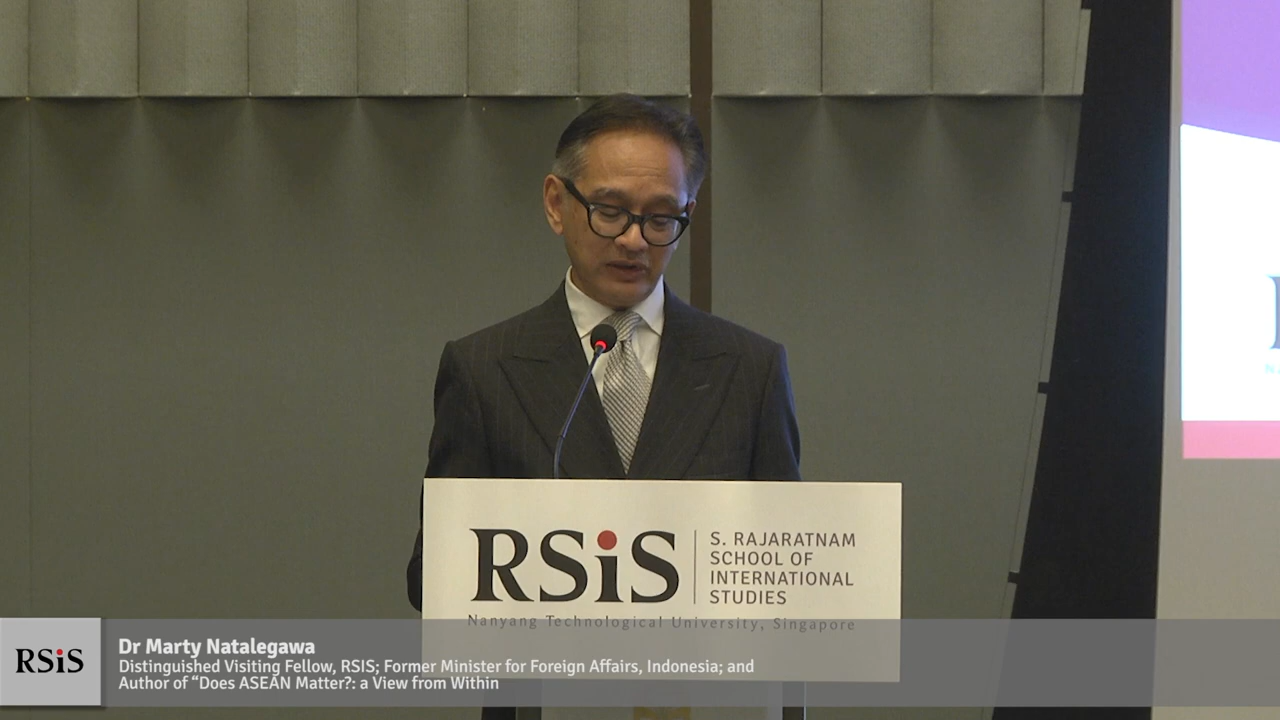 RSiS
S. RAJARATNAM
SCHOOL OF
INTERNATIONAL
STUDIES
Nanyang Technological University, Singapore
RSiS
Dr Marty Natalegawa
Distinguished Visiting Fellow, RSIS; Former Minister for Foreign Affairs, Indonesia; and
Author of “Does ASEAN Matter?: a View from Within